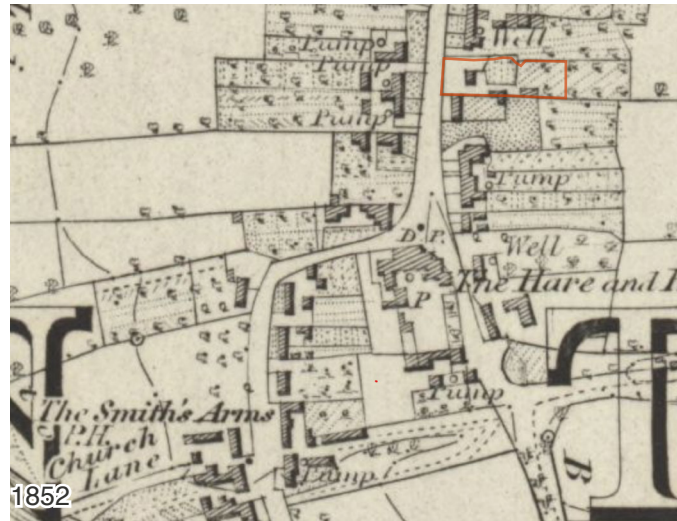 Pump
Well
Pump
Pump
Pump
D. F.
Well
The Hare and
P
Pump
The Smith's Arms
P.H.
Church
Lane
Pump
B
N
1852